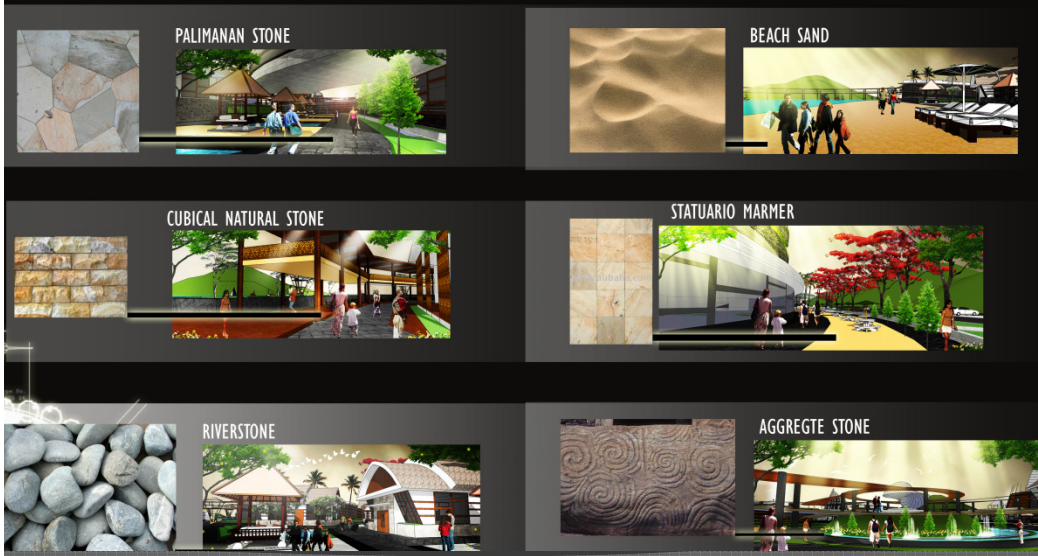 PALIMANAN STONE
BEACH SAND
CUBICAL NATURAL STONE
STATUARIO MARMER
RIVERSTONE
AGGREGTE STONE